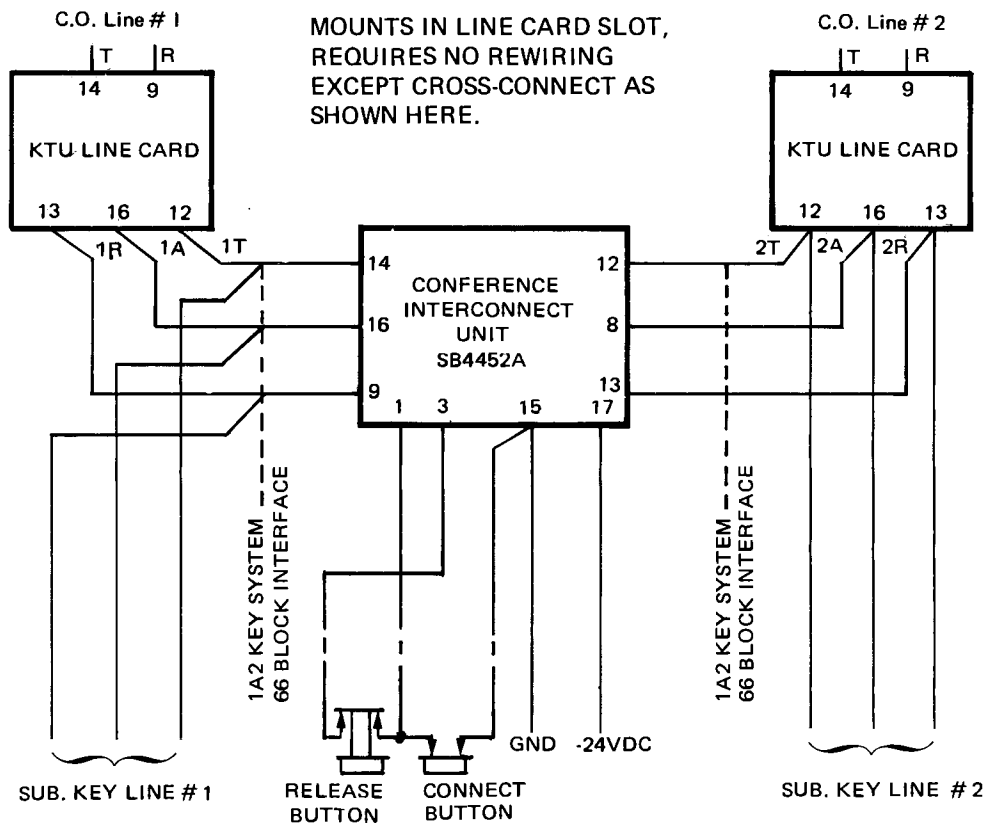 C.O. Line # 1
MOUNTS IN LINE CARD SLOT,
REQUIRES NO REWIRING
EXCEPT CROSS-CONNECT AS
SHOWN HERE.
C.O. Line # 2
T
R
14
9
KTU LINE CARD
13
16
12
1R
1A
1T
T
R
14
9
KTU LINE CARD
12
16
13
2T
2A
2R
14
16
9
CONFERENCE
INTERCONNECT
UNIT
SB4452A
12
8
13
1
3
15
17
1A2 KEY SYSTEM
66 BLOCK INTERFACE
1A2 KEY SYSTEM
66 BLOCK INTERFACE
GND
-24VDC
SUB. KEY LINE # 1
RELEASE
BUTTON
CONNECT
BUTTON
SUB. KEY LINE # 2